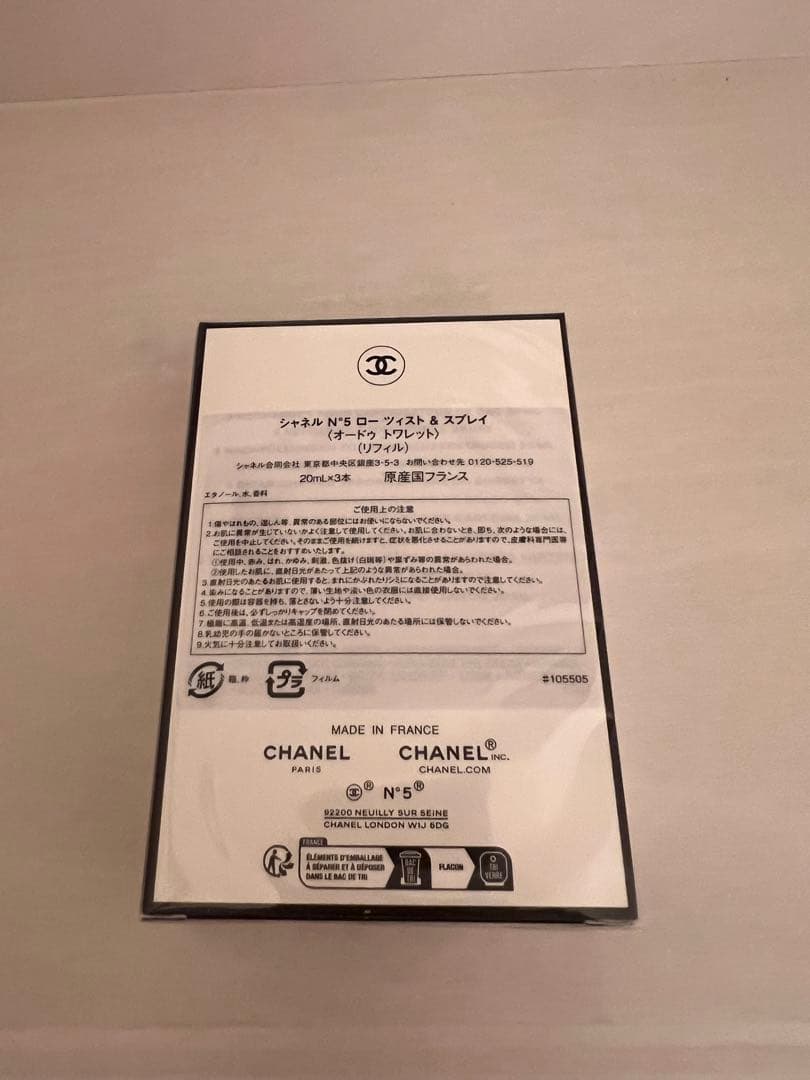 シャネル N°5 ロー ツィスト & スプレイ
〈オードゥ トワレット〉
(リフィル)
シャネル合同会社 東京都中央区銀座3-5-3 お問い合わせ先 0120-525-519
20mL×3本 原産国フランス
エタノール、水、香料
ご使用上の注意
1.傷やはれもの、湿しん等、異常のある部位にはお使いにならないでください。
2.お肌に異常が生じていないかよく注意して使用してください。お肌に合わないとき、即ち、次のような場合には、
ご使用を中止してください。そのままご使用を続けますと、症状を悪化させることがありますので、皮膚科専門医等
にご相談されることをおすすめいたします。
①使用中、赤み、はれ、かゆみ、刺激、色抜け(白斑等)や黒ずみ等の異常があらわれた場合。
②使用したお肌に、直射日光があたって上記のような異常があらわれた場合。
3.直射日光のあたるお肌に使用すると、まれにかぶれたりシミになることがありますので注意してください。
4.染みになることがありますので、薄い生地や淡い色の衣服には直接使用しないでください。
5.使用の際は容器を持ち、落とさないよう十分注意してください。
6.ご使用後は、必ずしっかりキャップを閉めてください。
7.極端に高温、低温または高湿度の場所、直射日光のあたる場所には保管しないでください。
8.乳幼児の手の届かないところに保管してください。
9.火気に十分注意してお取扱いください。
紙 箱、枠 プラ フィルム #105505
MADE IN FRANCE
CHANEL CHANEL® INC.
PARIS CHANEL.COM
® N°5®
92200 NEUILLY SUR SEINE
CHANEL LONDON W1J 6DG
FRANCE
ÉLÉMENTS D'EMBALLAGE
À SÉPARER ET À DÉPOSER
DANS LE BAC DE TRI
BAC
DE
TRI
FLACON
TRI
VERRE